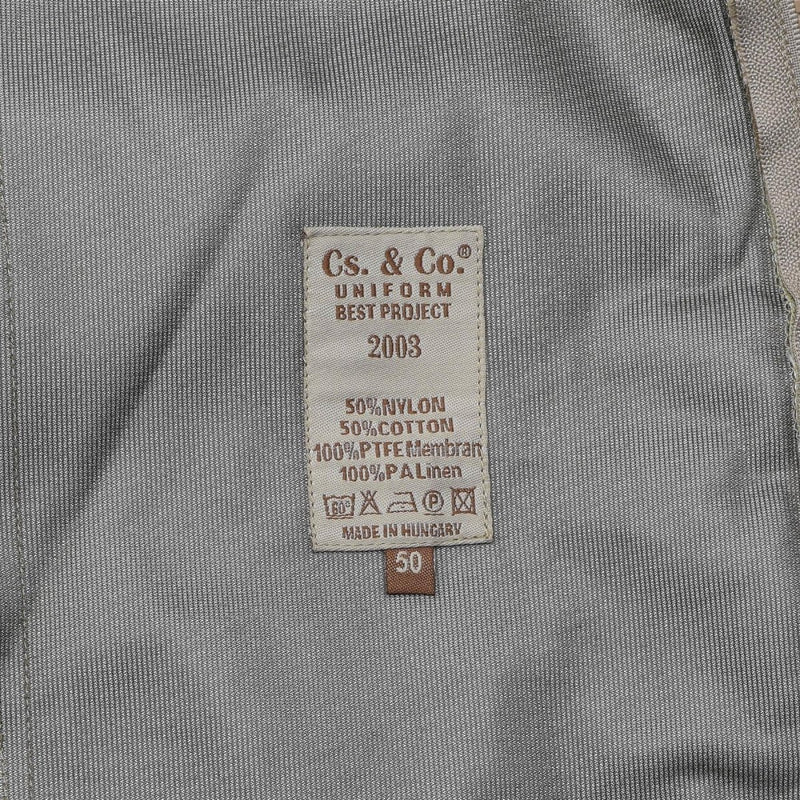 Cs. & Co.®
UNIFORM
BEST PROJECT
2003
50%NYLON
50%COTTON
100%PTFE Membran
100%PA Linen
60° P
MADE IN HUNGARY
50